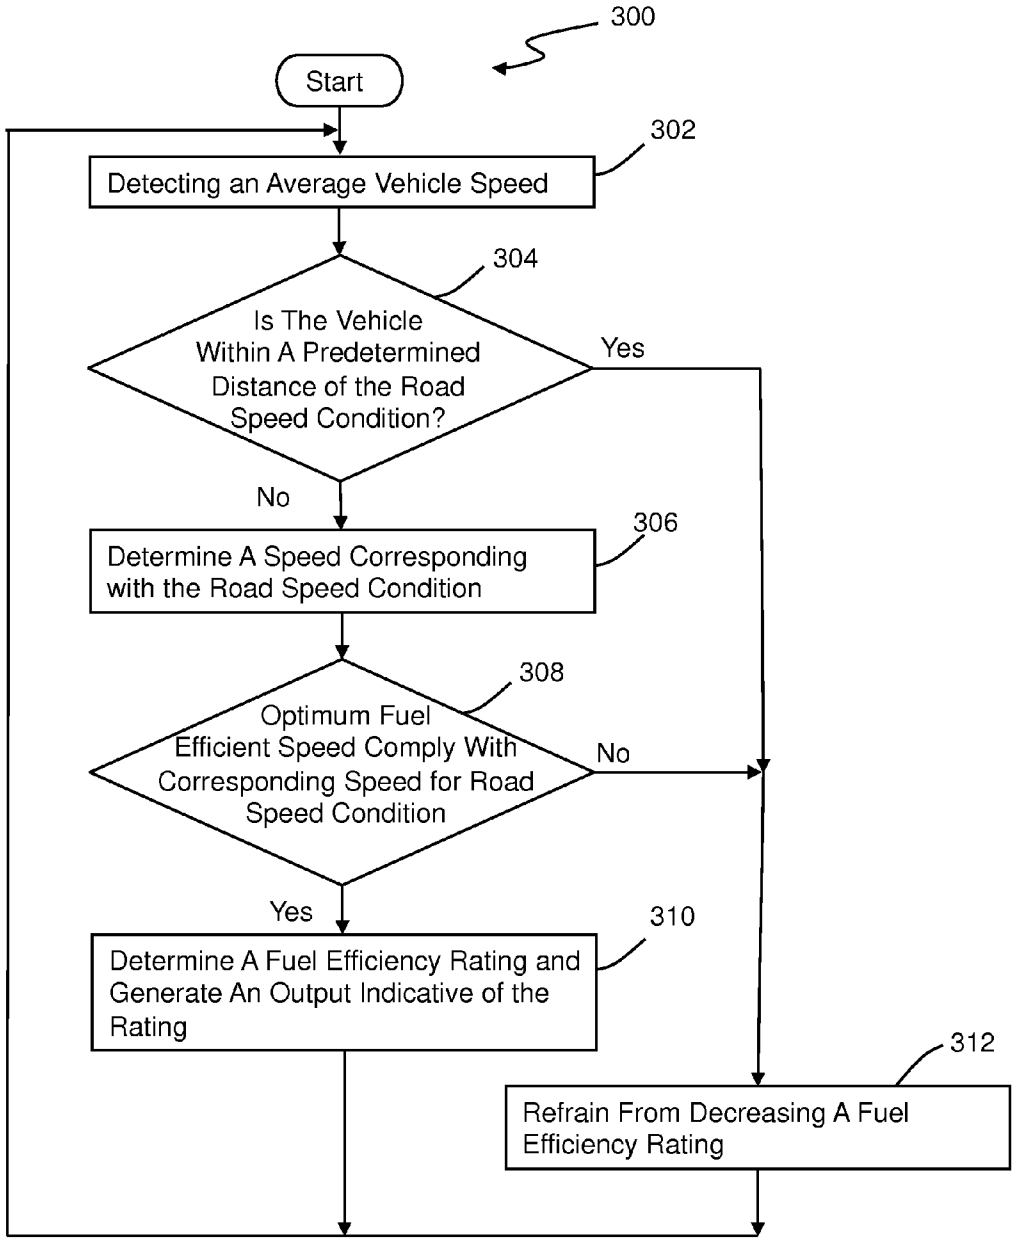 300
Start
302
Detecting an Average Vehicle Speed
304
Is The Vehicle
Within A Predetermined
Distance of the Road
Speed Condition?
Yes
No
306
Determine A Speed Corresponding
with the Road Speed Condition
308
Optimum Fuel
Efficient Speed Comply With
Corresponding Speed for Road
Speed Condition
No
Yes
310
Determine A Fuel Efficiency Rating and
Generate An Output Indicative of the
Rating
312
Refrain From Decreasing A Fuel
Efficiency Rating